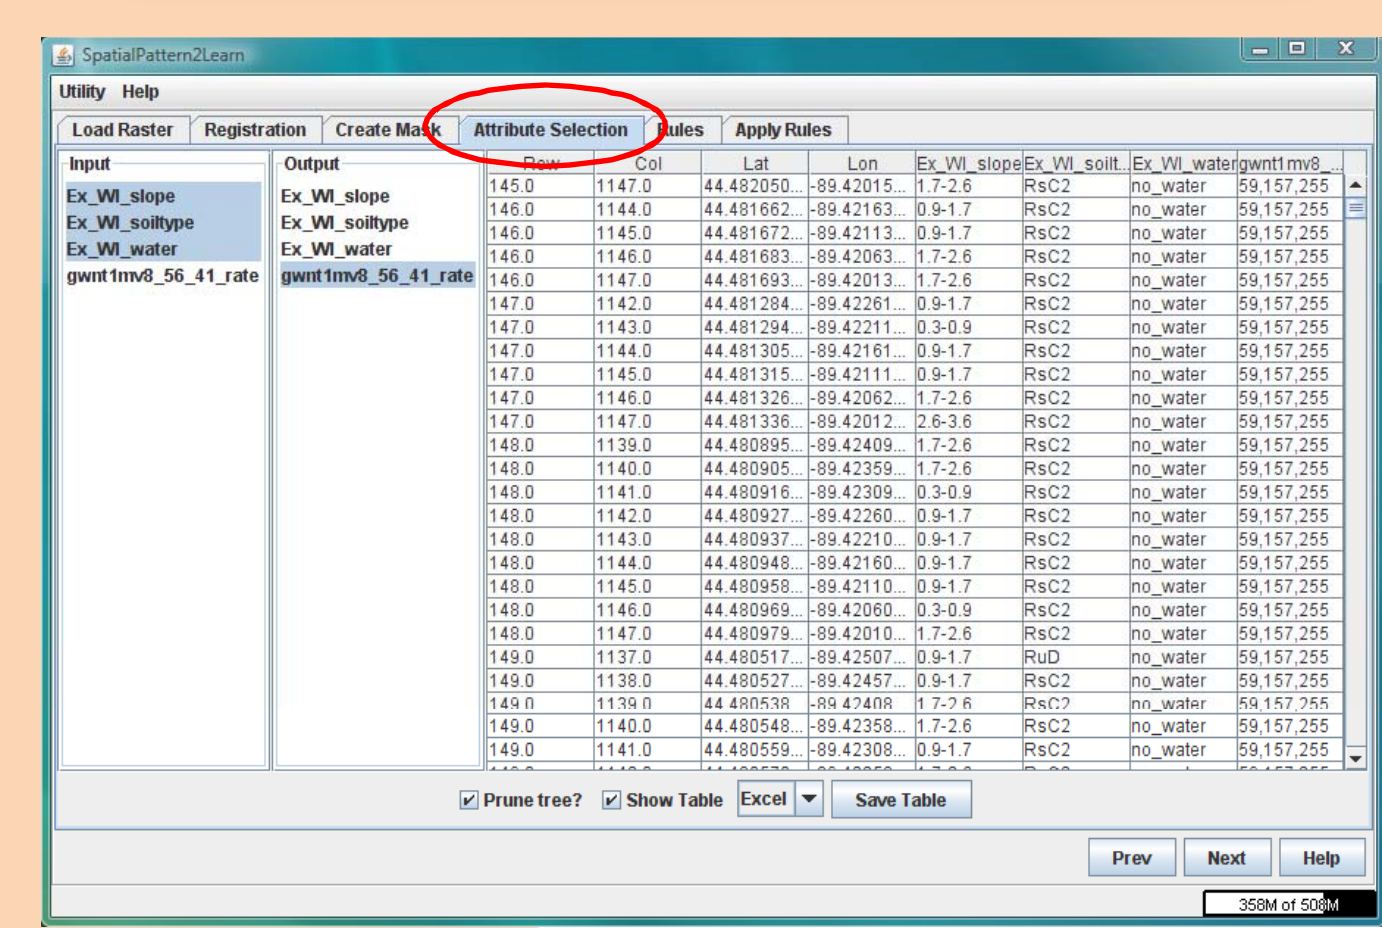 SpatialPattern2Learn
Utility Help
Load Raster Registration Create Mask Attribute Selection Rules Apply Rules
Input Output Row Col Lat Lon Ex_WI_slope Ex_WI_soilt... Ex_WI_water gwnt1mv8_...
Ex_WI_slope
Ex_WI_soiltype
Ex_WI_water
gwnt1mv8_56_41_rate
Ex_WI_slope
Ex_WI_soiltype
Ex_WI_water
gwnt1mv8_56_41_rate
145.0 1147.0 44.482050... -89.42015... 1.7-2.6 RsC2 no_water 59,157,255
146.0 1144.0 44.481662... -89.42163... 0.9-1.7 RsC2 no_water 59,157,255
146.0 1145.0 44.481672... -89.42113... 0.9-1.7 RsC2 no_water 59,157,255
146.0 1146.0 44.481683... -89.42063... 1.7-2.6 RsC2 no_water 59,157,255
146.0 1147.0 44.481693... -89.42013... 1.7-2.6 RsC2 no_water 59,157,255
147.0 1142.0 44.481284... -89.42261... 0.9-1.7 RsC2 no_water 59,157,255
147.0 1143.0 44.481294... -89.42211... 0.3-0.9 RsC2 no_water 59,157,255
147.0 1144.0 44.481305... -89.42161... 0.9-1.7 RsC2 no_water 59,157,255
147.0 1145.0 44.481315... -89.42111... 0.9-1.7 RsC2 no_water 59,157,255
147.0 1146.0 44.481326... -89.42062... 1.7-2.6 RsC2 no_water 59,157,255
147.0 1147.0 44.481336... -89.42012... 2.6-3.6 RsC2 no_water 59,157,255
148.0 1139.0 44.480895... -89.42409... 1.7-2.6 RsC2 no_water 59,157,255
148.0 1140.0 44.480905... -89.42359... 1.7-2.6 RsC2 no_water 59,157,255
148.0 1141.0 44.480916... -89.42309... 0.3-0.9 RsC2 no_water 59,157,255
148.0 1142.0 44.480927... -89.42260... 0.9-1.7 RsC2 no_water 59,157,255
148.0 1143.0 44.480937... -89.42210... 0.9-1.7 RsC2 no_water 59,157,255
148.0 1144.0 44.480948... -89.42160... 0.9-1.7 RsC2 no_water 59,157,255
148.0 1145.0 44.480958... -89.42110... 0.9-1.7 RsC2 no_water 59,157,255
148.0 1146.0 44.480969... -89.42060... 0.3-0.9 RsC2 no_water 59,157,255
148.0 1147.0 44.480979... -89.42010... 1.7-2.6 RsC2 no_water 59,157,255
149.0 1137.0 44.480517... -89.42507... 0.9-1.7 RuD no_water 59,157,255
149.0 1138.0 44.480527... -89.42457... 0.9-1.7 RsC2 no_water 59,157,255
149.0 1139.0 44.480538... -89.42408... 1.7-2.6 RsC2 no_water 59,157,255
149.0 1140.0 44.480548... -89.42358... 1.7-2.6 RsC2 no_water 59,157,255
149.0 1141.0 44.480559... -89.42308... 0.9-1.7 RsC2 no_water 59,157,255
Prune tree? Show Table Excel Save Table
Prev Next Help
358M of 508M